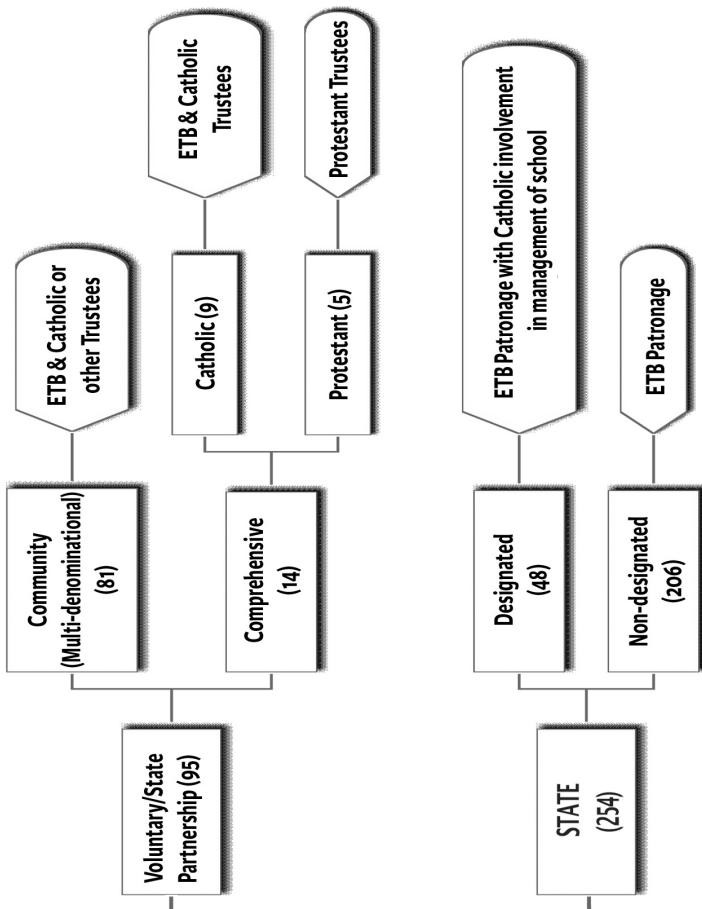 Voluntary/State
Partnership (95)
Community
(Multi-denominational)
(81)
ETB & Catholic or
other Trustees
Comprehensive
(14)
Catholic (9)
ETB & Catholic
Trustees
Protestant (5)
Protestant Trustees
STATE
(254)
Designated
(48)
ETB Patronage with Catholic involvement
in management of school
Non-designated
(206)
ETB Patronage